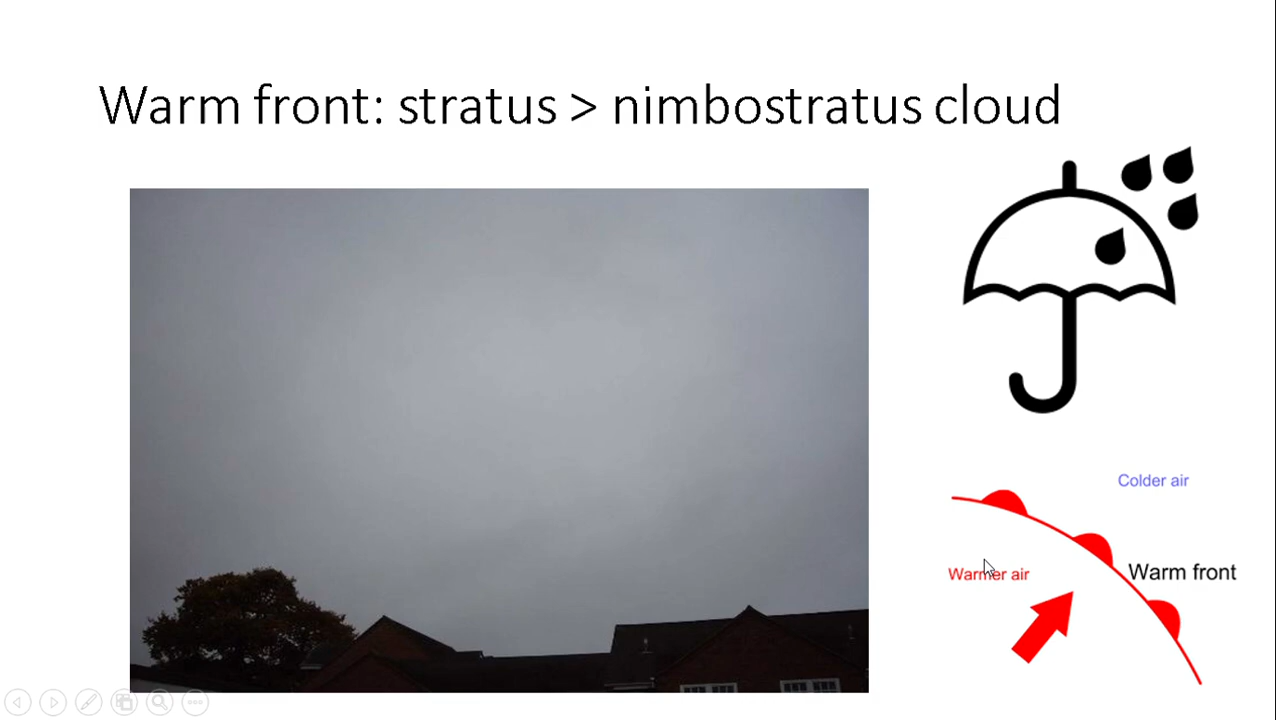 Warm front: stratus > nimbostratus cloud
Colder air
Warmer air
Warm front